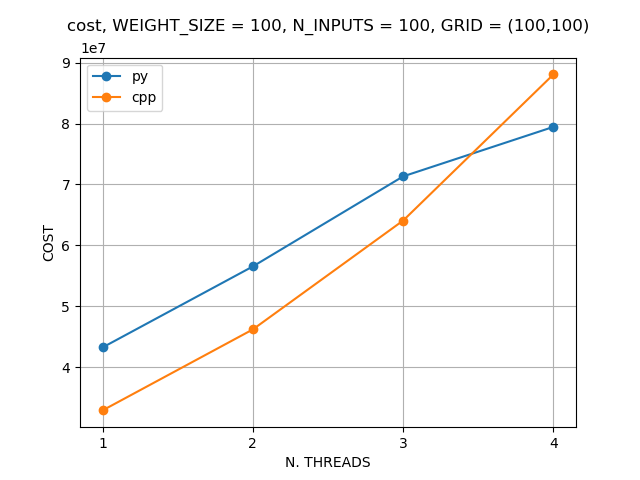 cost, WEIGHT_SIZE = 100, N_INPUTS = 100, GRID = (100,100)
1e7
9
8
7
6
5
4
COST
py
cpp
1 2 3 4
N. THREADS